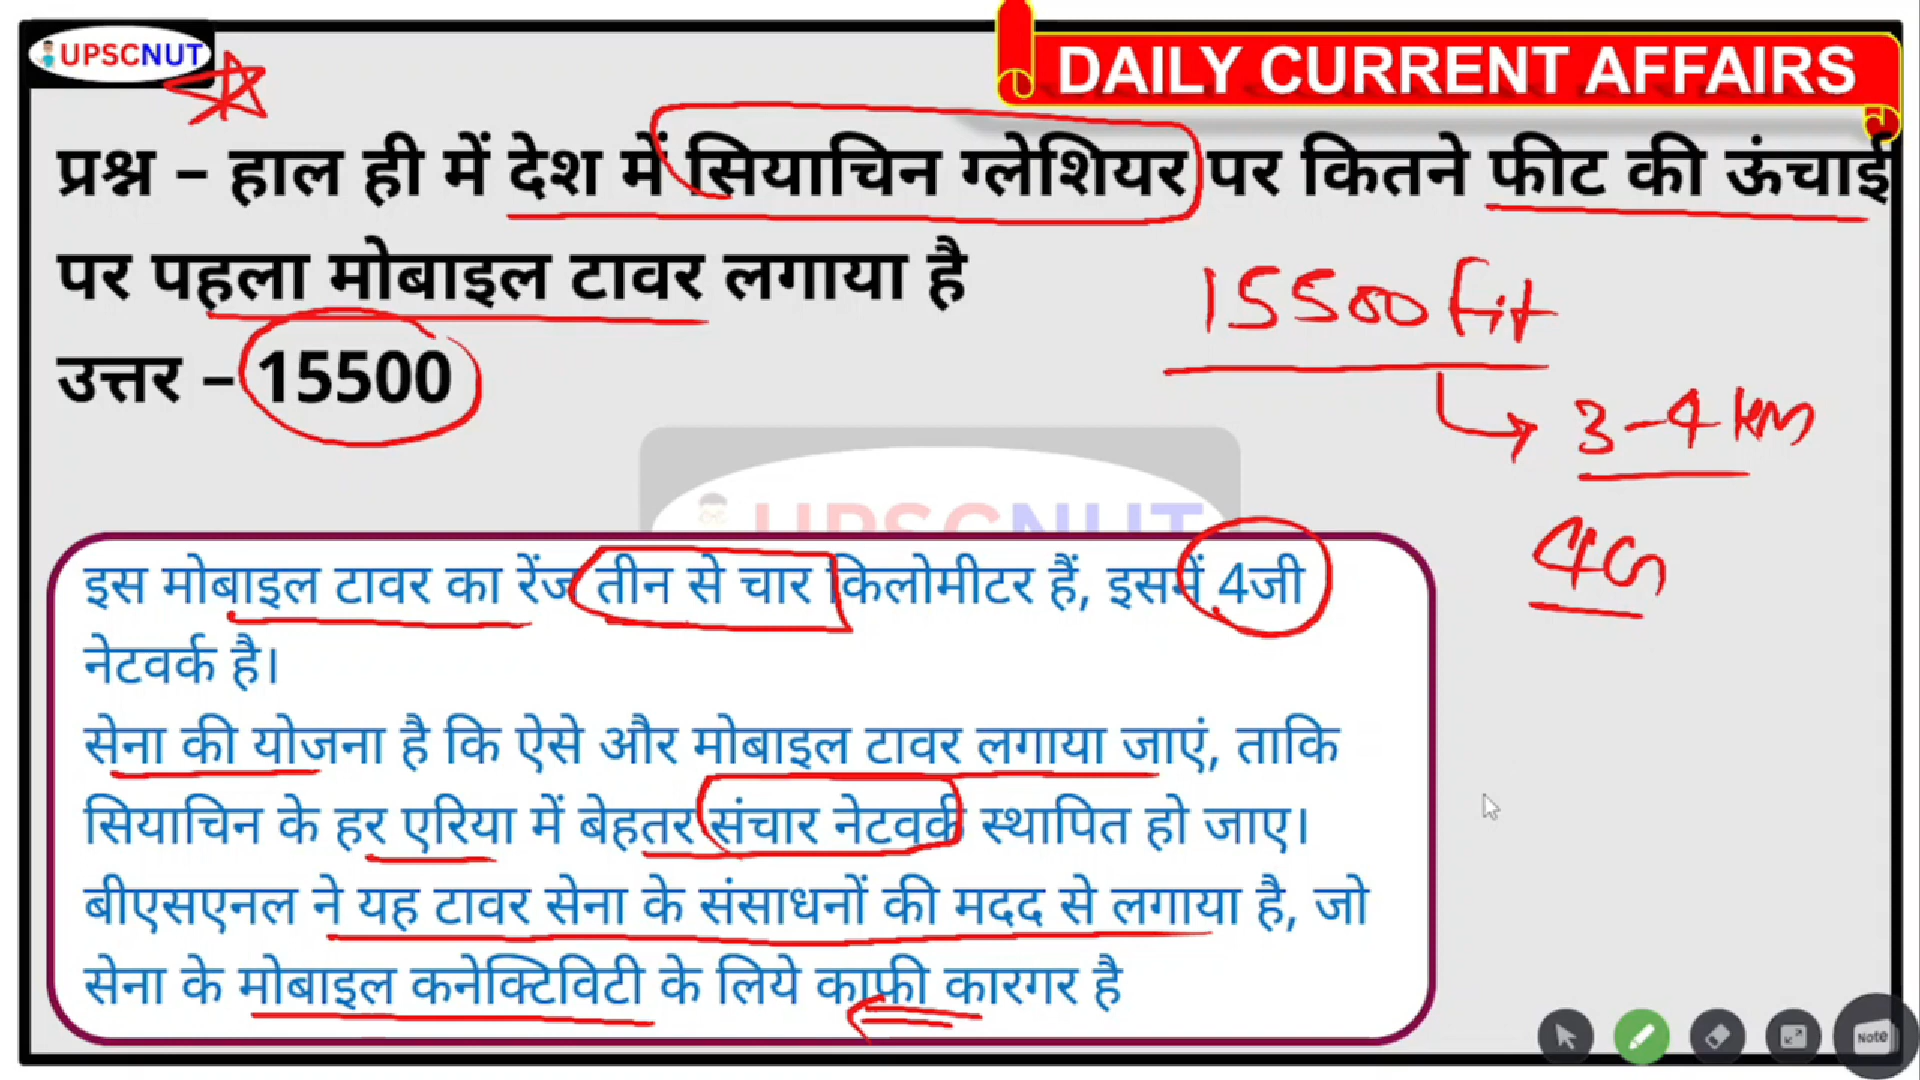 UPSCNUT
DAILY CURRENT AFFAIRS
प्रश्न – हाल ही में देश में सियाचिन ग्लेशियर पर कितने फीट की ऊंचाई
पर पहला मोबाइल टावर लगाया है
15500 fit
उत्तर – 15500
3-4 km
UPSCNUT
4G
इस मोबाइल टावर का रेंज तीन से चार किलोमीटर हैं, इसमें 4जी
नेटवर्क है।
सेना की योजना है कि ऐसे और मोबाइल टावर लगाया जाएं, ताकि
सियाचिन के हर एरिया में बेहतर संचार नेटवर्क स्थापित हो जाए।
बीएसएनल ने यह टावर सेना के संसाधनों की मदद से लगाया है, जो
सेना के मोबाइल कनेक्टिविटी के लिये काफी कारगर है
Note